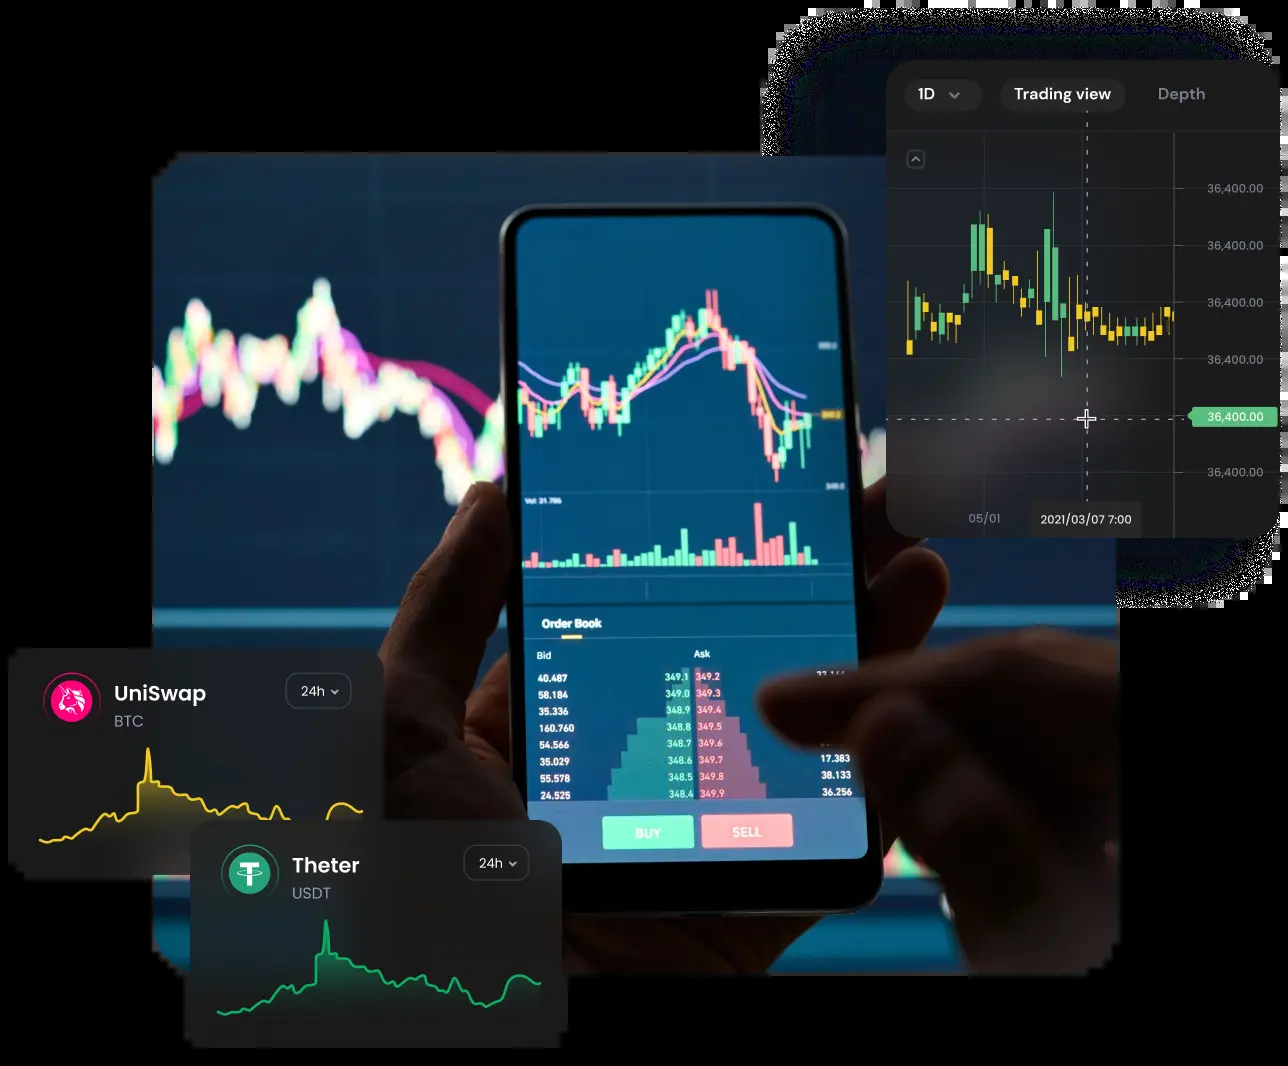 1D
Trading view
Depth
36,400.00
36,400.00
36,400.00
36,400.00
36,400.00
36,400.00
05/01
2021/03/07 7:00
Vol: 31.786
Order Book
Bid
Ask
40.487 349.1 349.2
58.184 349.0 349.3
35.336 348.9 349.4
160.760 348.8 349.5
54.566 348.7 349.6
35.029 348.6 349.7 17.383
55.578 348.5 349.8 38.133
24.525 348.4 349.9 36.256
BUY
SELL
UniSwap
BTC
24h
Theter
USDT
24h